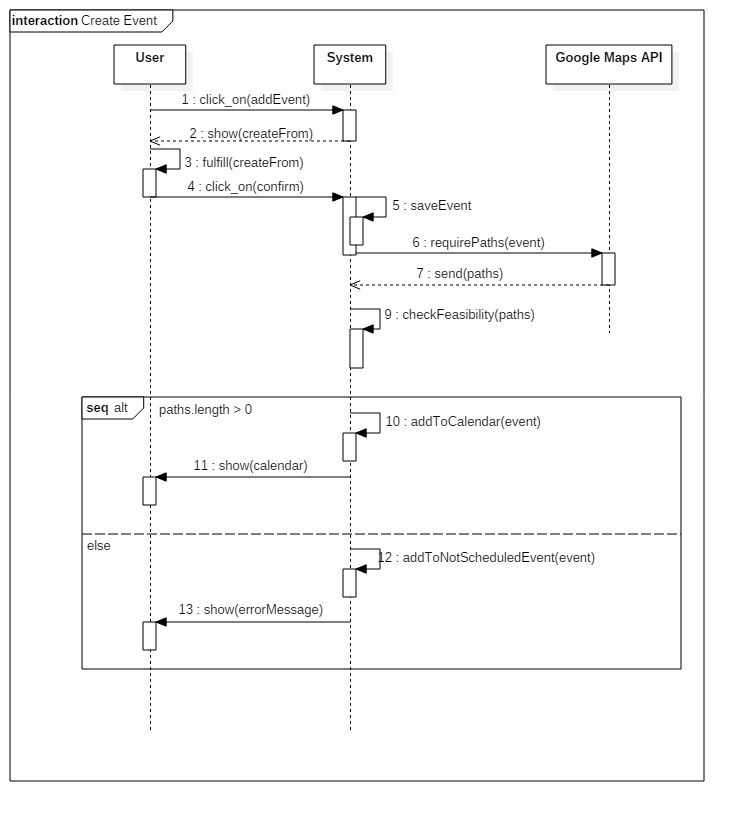 interaction Create Event
User
System
Google Maps API
1 : click_on(addEvent)
2 : show(createFrom)
3 : fulfill(createFrom)
4 : click_on(confirm)
5 : saveEvent
6 : requirePaths(event)
7 : send(paths)
9 : checkFeasibility(paths)
seq alt
paths.length > 0
10 : addToCalendar(event)
11 : show(calendar)
else
12 : addToNotScheduledEvent(event)
13 : show(errorMessage)